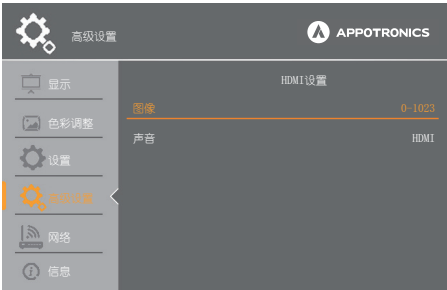 高级设置
APPOTRONICS
显示
色彩调整
设置
网络
信息
HDMI设置
图像 0-1023
声音 HDMI